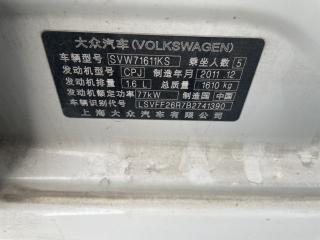 大众汽车(VOLKSWAGEN)
车辆型号 SVW71611KS 乘坐人数 5
发动机型号 CPJ 制造年月 2011.12
发动机排量 1.6 L 总质量 1610 kg
发动机额定功率 77kW 制造国 中国
车辆识别代号 LSVFF26R7B2741390
上海大众汽车有限公司